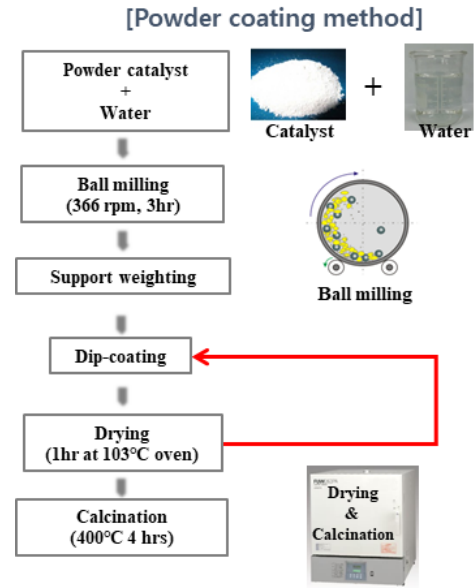 [Powder coating method]
Powder catalyst
+
Water
+
Catalyst
Water
Ball milling
(366 rpm, 3hr)
Ball milling
Support weighting
Dip-coating
Drying
(1hr at 103℃ oven)
Calcination
(400℃ 4 hrs)
Drying
&
Calcination